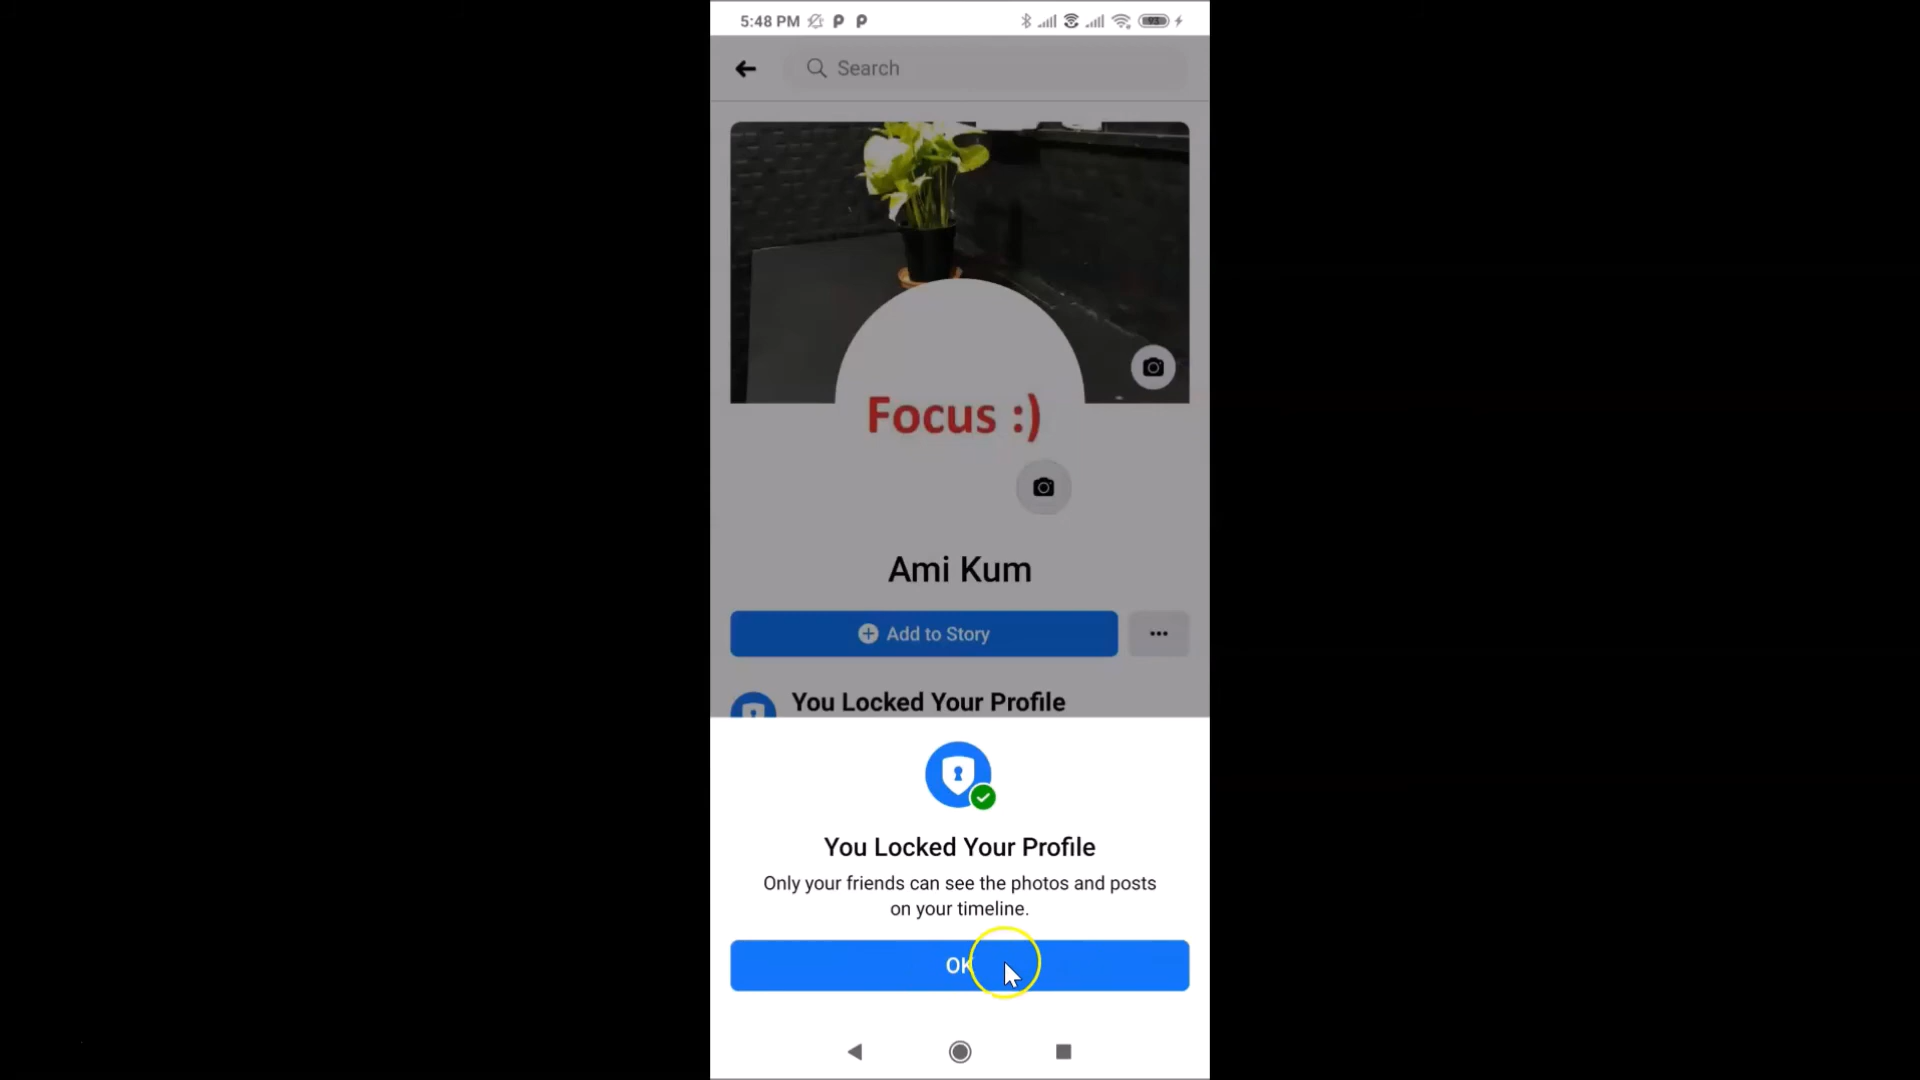 5:48 PM
93
Search
Focus :)
Ami Kum
Add to Story
You Locked Your Profile
You Locked Your Profile
Only your friends can see the photos and posts
on your timeline.
OK